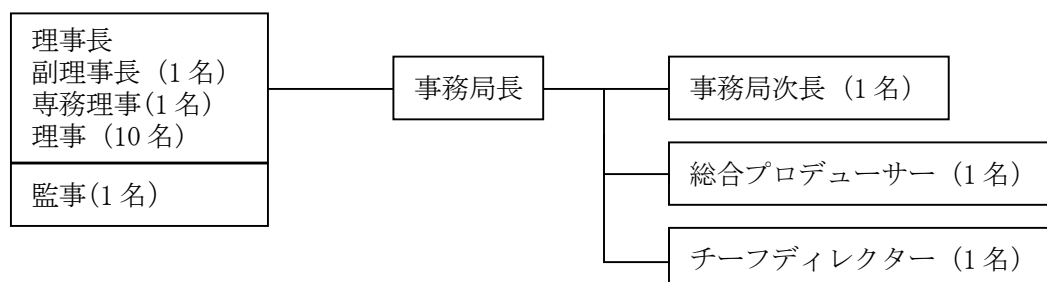 理事長
副理事長（1名）
専務理事(1名)
理事（10名）
監事(1名)
事務局長
事務局次長（1名）
総合プロデューサー（1名）
チーフディレクター（1名）